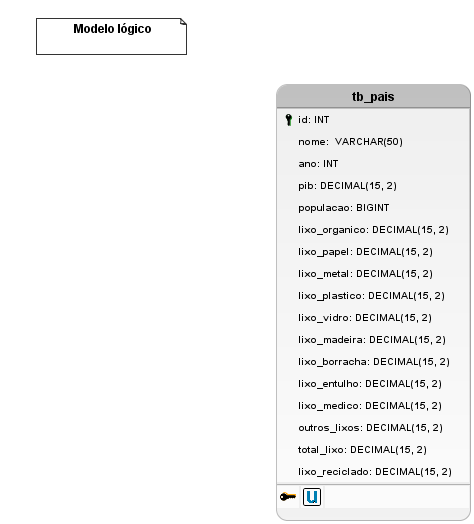 Modelo lógico
tb_pais
id: INT
nome: VARCHAR(50)
ano: INT
pib: DECIMAL(15, 2)
populacao: BIGINT
lixo_organico: DECIMAL(15, 2)
lixo_papel: DECIMAL(15, 2)
lixo_metal: DECIMAL(15, 2)
lixo_plastico: DECIMAL(15, 2)
lixo_vidro: DECIMAL(15, 2)
lixo_madeira: DECIMAL(15, 2)
lixo_borracha: DECIMAL(15, 2)
lixo_entulho: DECIMAL(15, 2)
lixo_medico: DECIMAL(15, 2)
outros_lixos: DECIMAL(15, 2)
total_lixo: DECIMAL(15, 2)
lixo_reciclado: DECIMAL(15, 2)
u